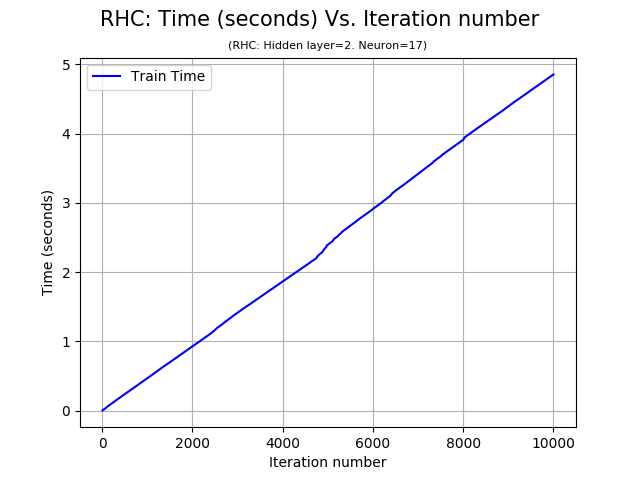 RHC: Time (seconds) Vs. Iteration number
(RHC: Hidden layer=2. Neuron=17)
Train Time
5
4
3
2
1
0
Time (seconds)
0 2000 4000 6000 8000 10000
Iteration number